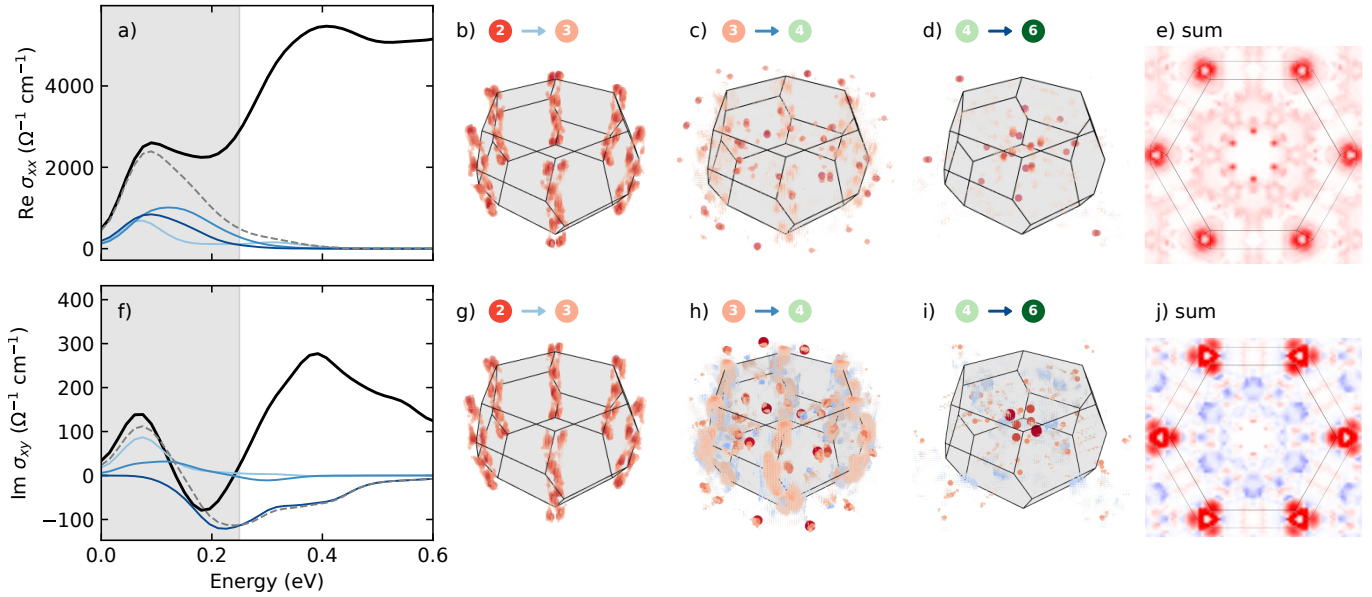 a)
Re σxx (Ω⁻¹ cm⁻¹)
4000
2000
0
b) 2 → 3
c) 3 → 4
d) 4 → 6
e) sum
f)
Im σxy (Ω⁻¹ cm⁻¹)
400
300
200
100
0
−100
0.0 0.2 0.4 0.6
Energy (eV)
g) 2 → 3
h) 3 → 4
i) 4 → 6
j) sum